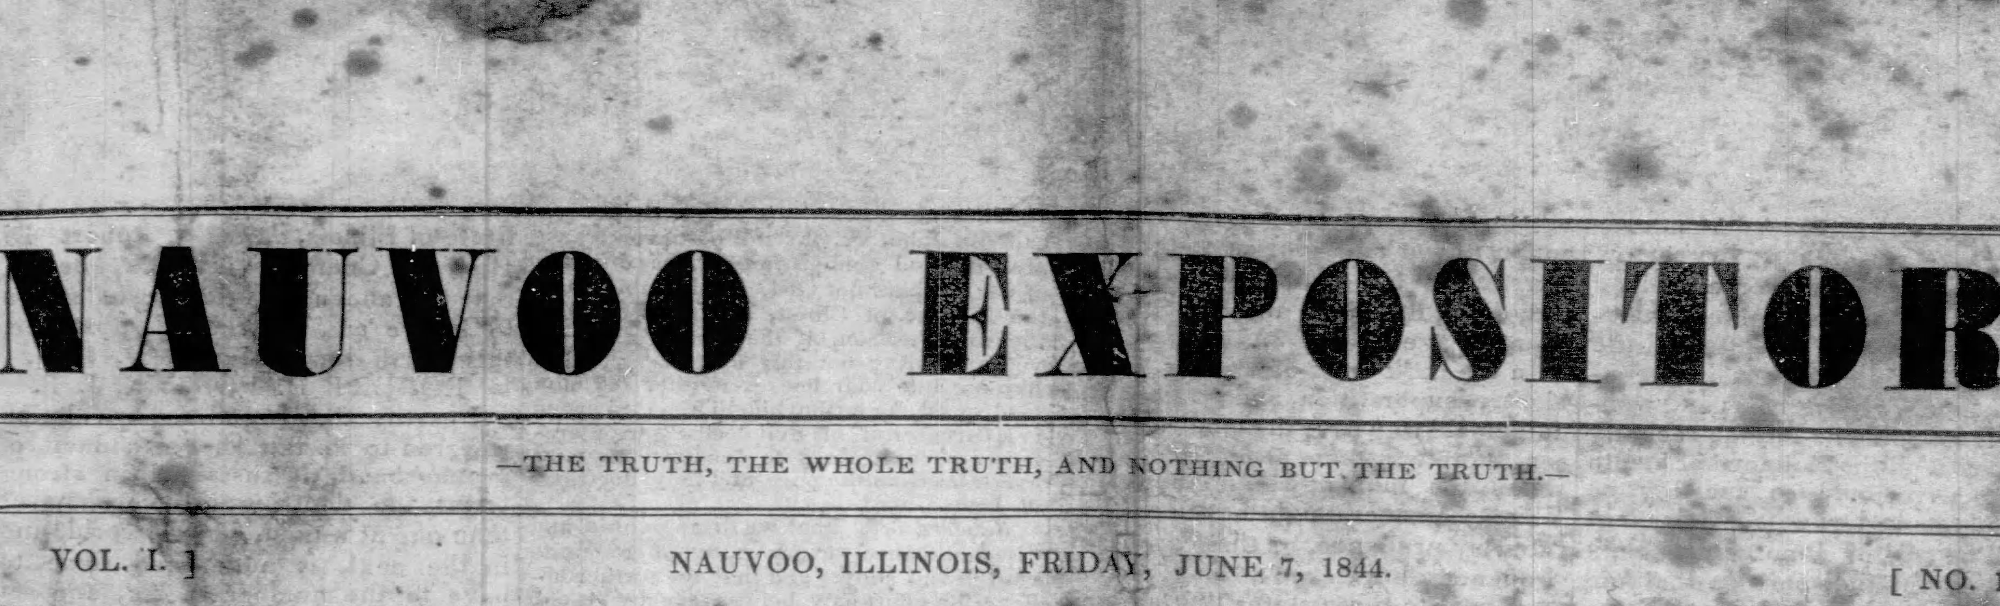 NAUVOO EXPOSITOR
—THE TRUTH, THE WHOLE TRUTH, AND NOTHING BUT THE TRUTH.—
VOL. I. ] NAUVOO, ILLINOIS, FRIDAY, JUNE 7, 1844. [ NO. 1